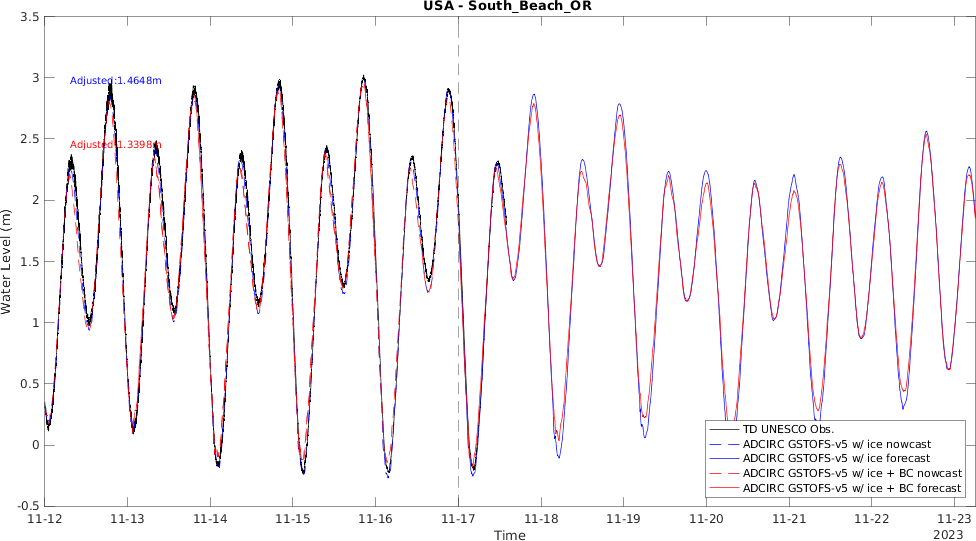 USA - South_Beach_OR
3.5
3
2.5
2
1.5
1
0.5
0
-0.5
Water Level (m)
Adjusted:1.4648m
Adjusted:1.3398m
TD UNESCO Obs.
ADCIRC GSTOFS-v5 w/ ice nowcast
ADCIRC GSTOFS-v5 w/ ice forecast
ADCIRC GSTOFS-v5 w/ ice + BC nowcast
ADCIRC GSTOFS-v5 w/ ice + BC forecast
11-12 11-13 11-14 11-15 11-16 11-17 11-18 11-19 11-20 11-21 11-22 11-23
Time
2023